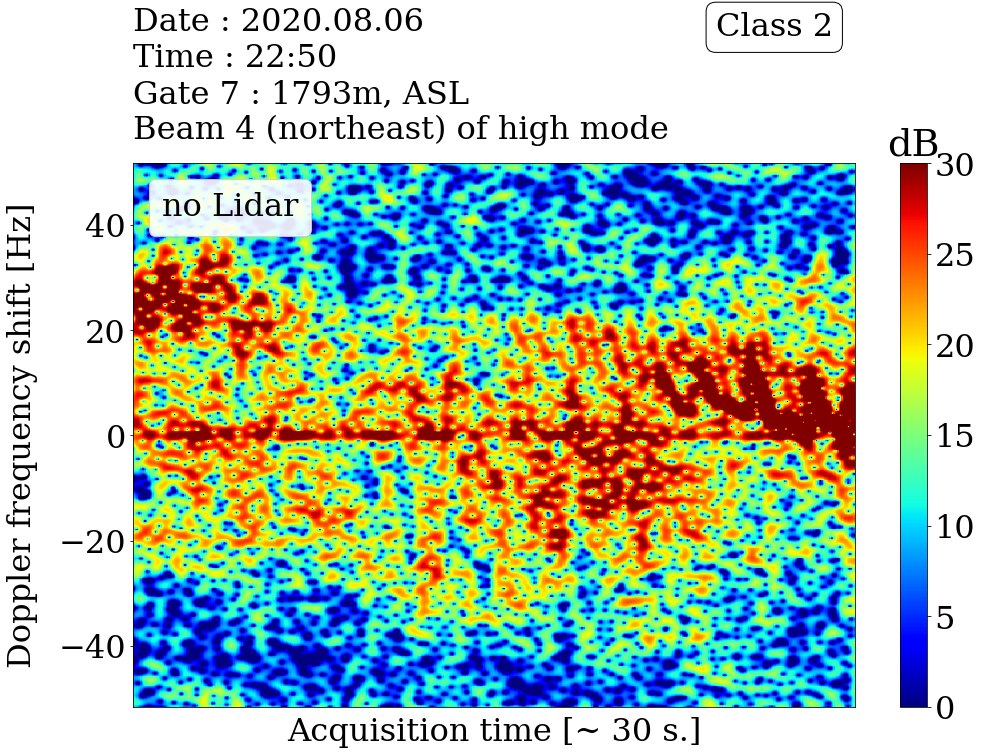 Date : 2020.08.06
Time : 22:50
Gate 7 : 1793m, ASL
Beam 4 (northeast) of high mode
Class 2
dB
no Lidar
Doppler frequency shift [Hz]
40
20
0
−20
−40
30
25
20
15
10
5
0
Acquisition time [~ 30 s.]